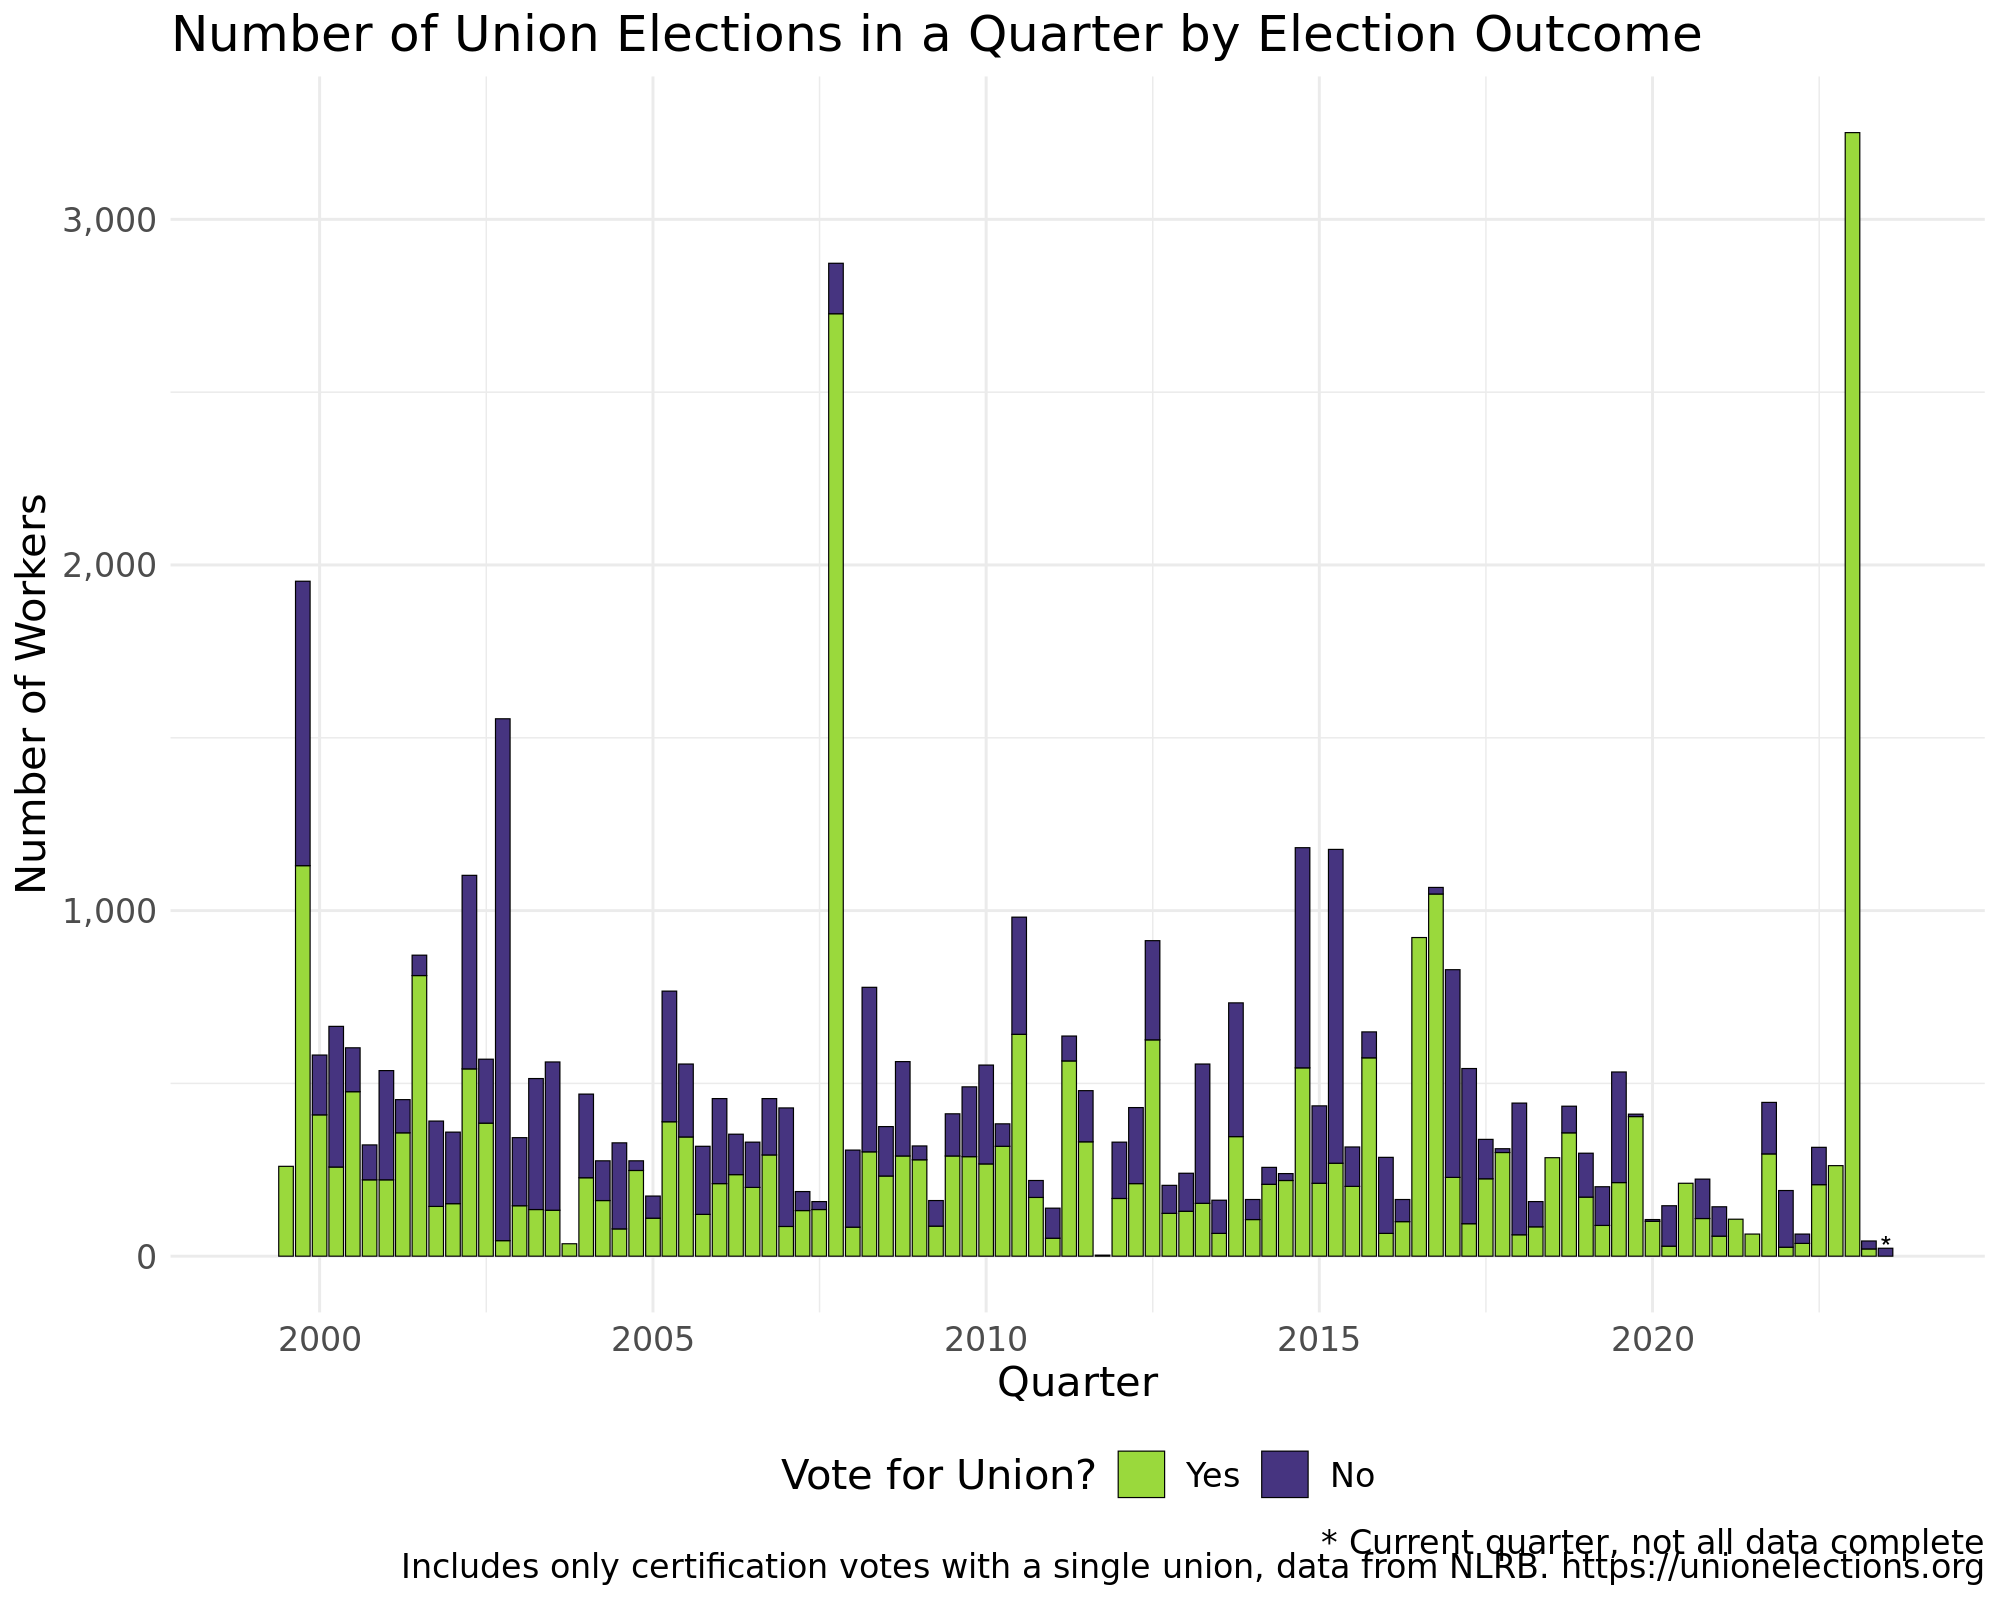 Number of Union Elections in a Quarter by Election Outcome
Number of Workers
3,000
2,000
1,000
0
*
2000 2005 2010 2015 2020
Quarter
Vote for Union? Yes No
* Current quarter, not all data complete
Includes only certification votes with a single union, data from NLRB. https://unionelections.org